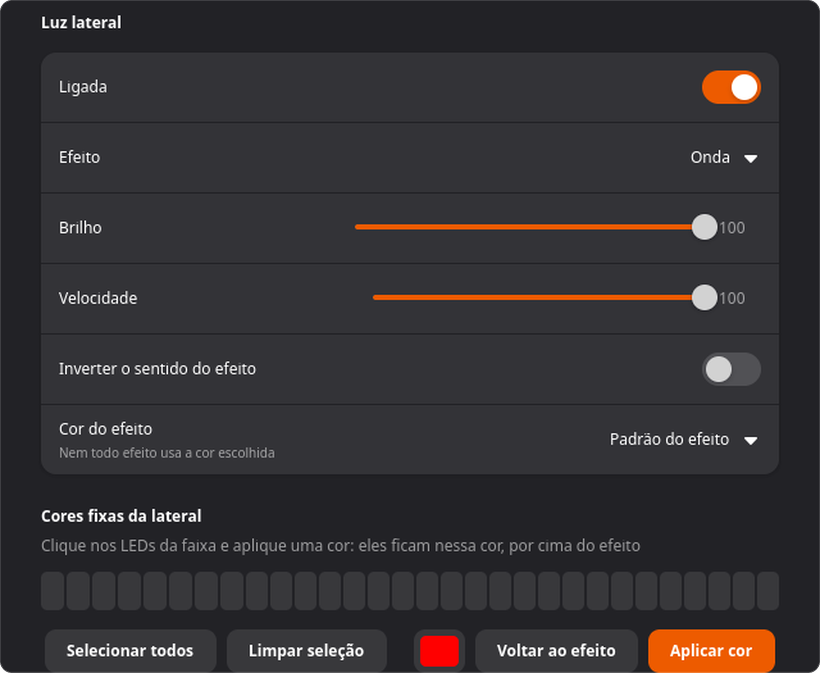 Luz lateral
Ligada
Efeito
Onda
Brilho
100
Velocidade
100
Inverter o sentido do efeito
Cor do efeito
Nem todo efeito usa a cor escolhida
Padrão do efeito
Cores fixas da lateral
Clique nos LEDs da faixa e aplique uma cor: eles ficam nessa cor, por cima do efeito
Selecionar todos
Limpar seleção
Voltar ao efeito
Aplicar cor